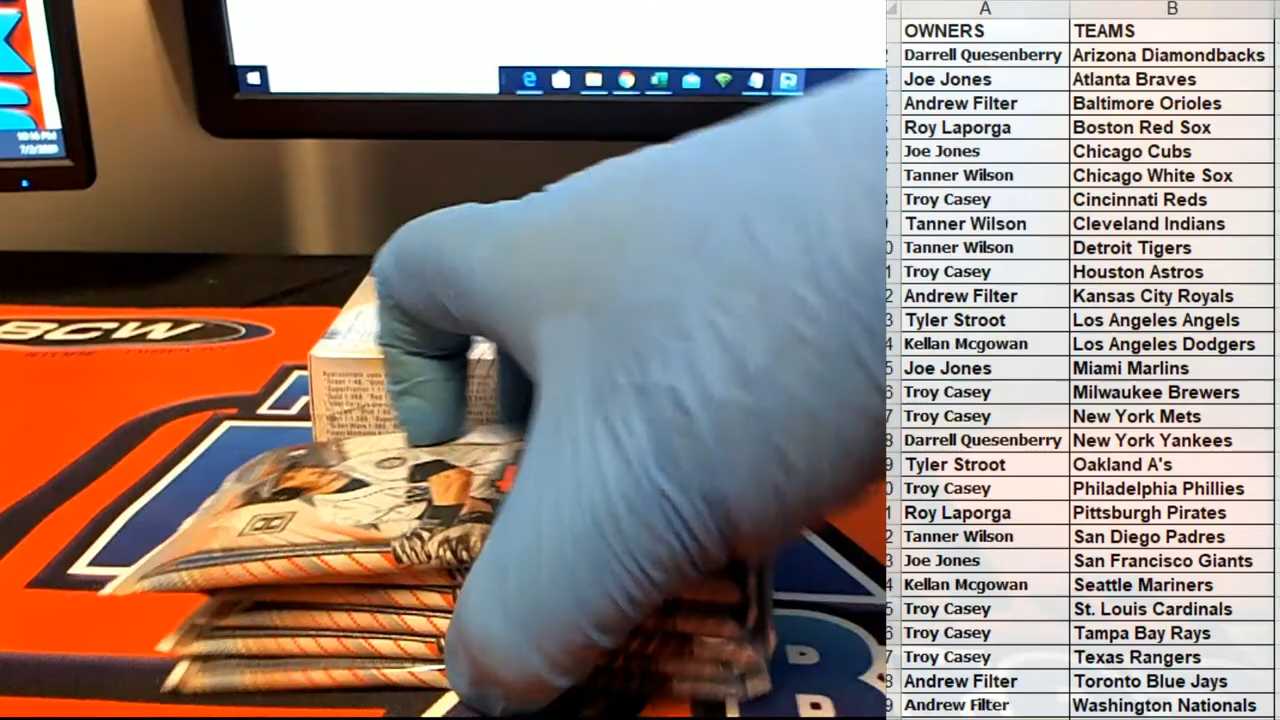 10:16 PM
7/2/2020
BCW
A B
OWNERS TEAMS
Darrell Quesenberry Arizona Diamondbacks
Joe Jones Atlanta Braves
Andrew Filter Baltimore Orioles
Roy Laporga Boston Red Sox
Joe Jones Chicago Cubs
Tanner Wilson Chicago White Sox
Troy Casey Cincinnati Reds
Tanner Wilson Cleveland Indians
Tanner Wilson Detroit Tigers
Troy Casey Houston Astros
Andrew Filter Kansas City Royals
Tyler Stroot Los Angeles Angels
Kellan Mcgowan Los Angeles Dodgers
Joe Jones Miami Marlins
Troy Casey Milwaukee Brewers
Troy Casey New York Mets
Darrell Quesenberry New York Yankees
Tyler Stroot Oakland A's
Troy Casey Philadelphia Phillies
Roy Laporga Pittsburgh Pirates
Tanner Wilson San Diego Padres
Joe Jones San Francisco Giants
Kellan Mcgowan Seattle Mariners
Troy Casey St. Louis Cardinals
Troy Casey Tampa Bay Rays
Troy Casey Texas Rangers
Andrew Filter Toronto Blue Jays
Andrew Filter Washington Nationals